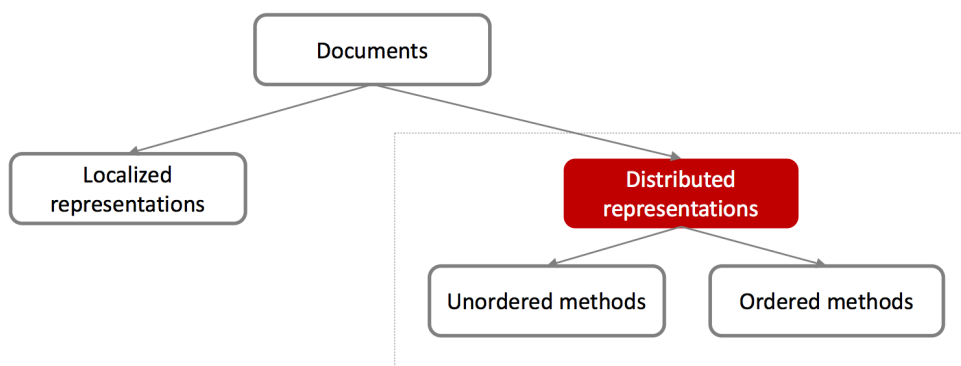 Documents
Localized
representations
Distributed
representations
Unordered methods
Ordered methods